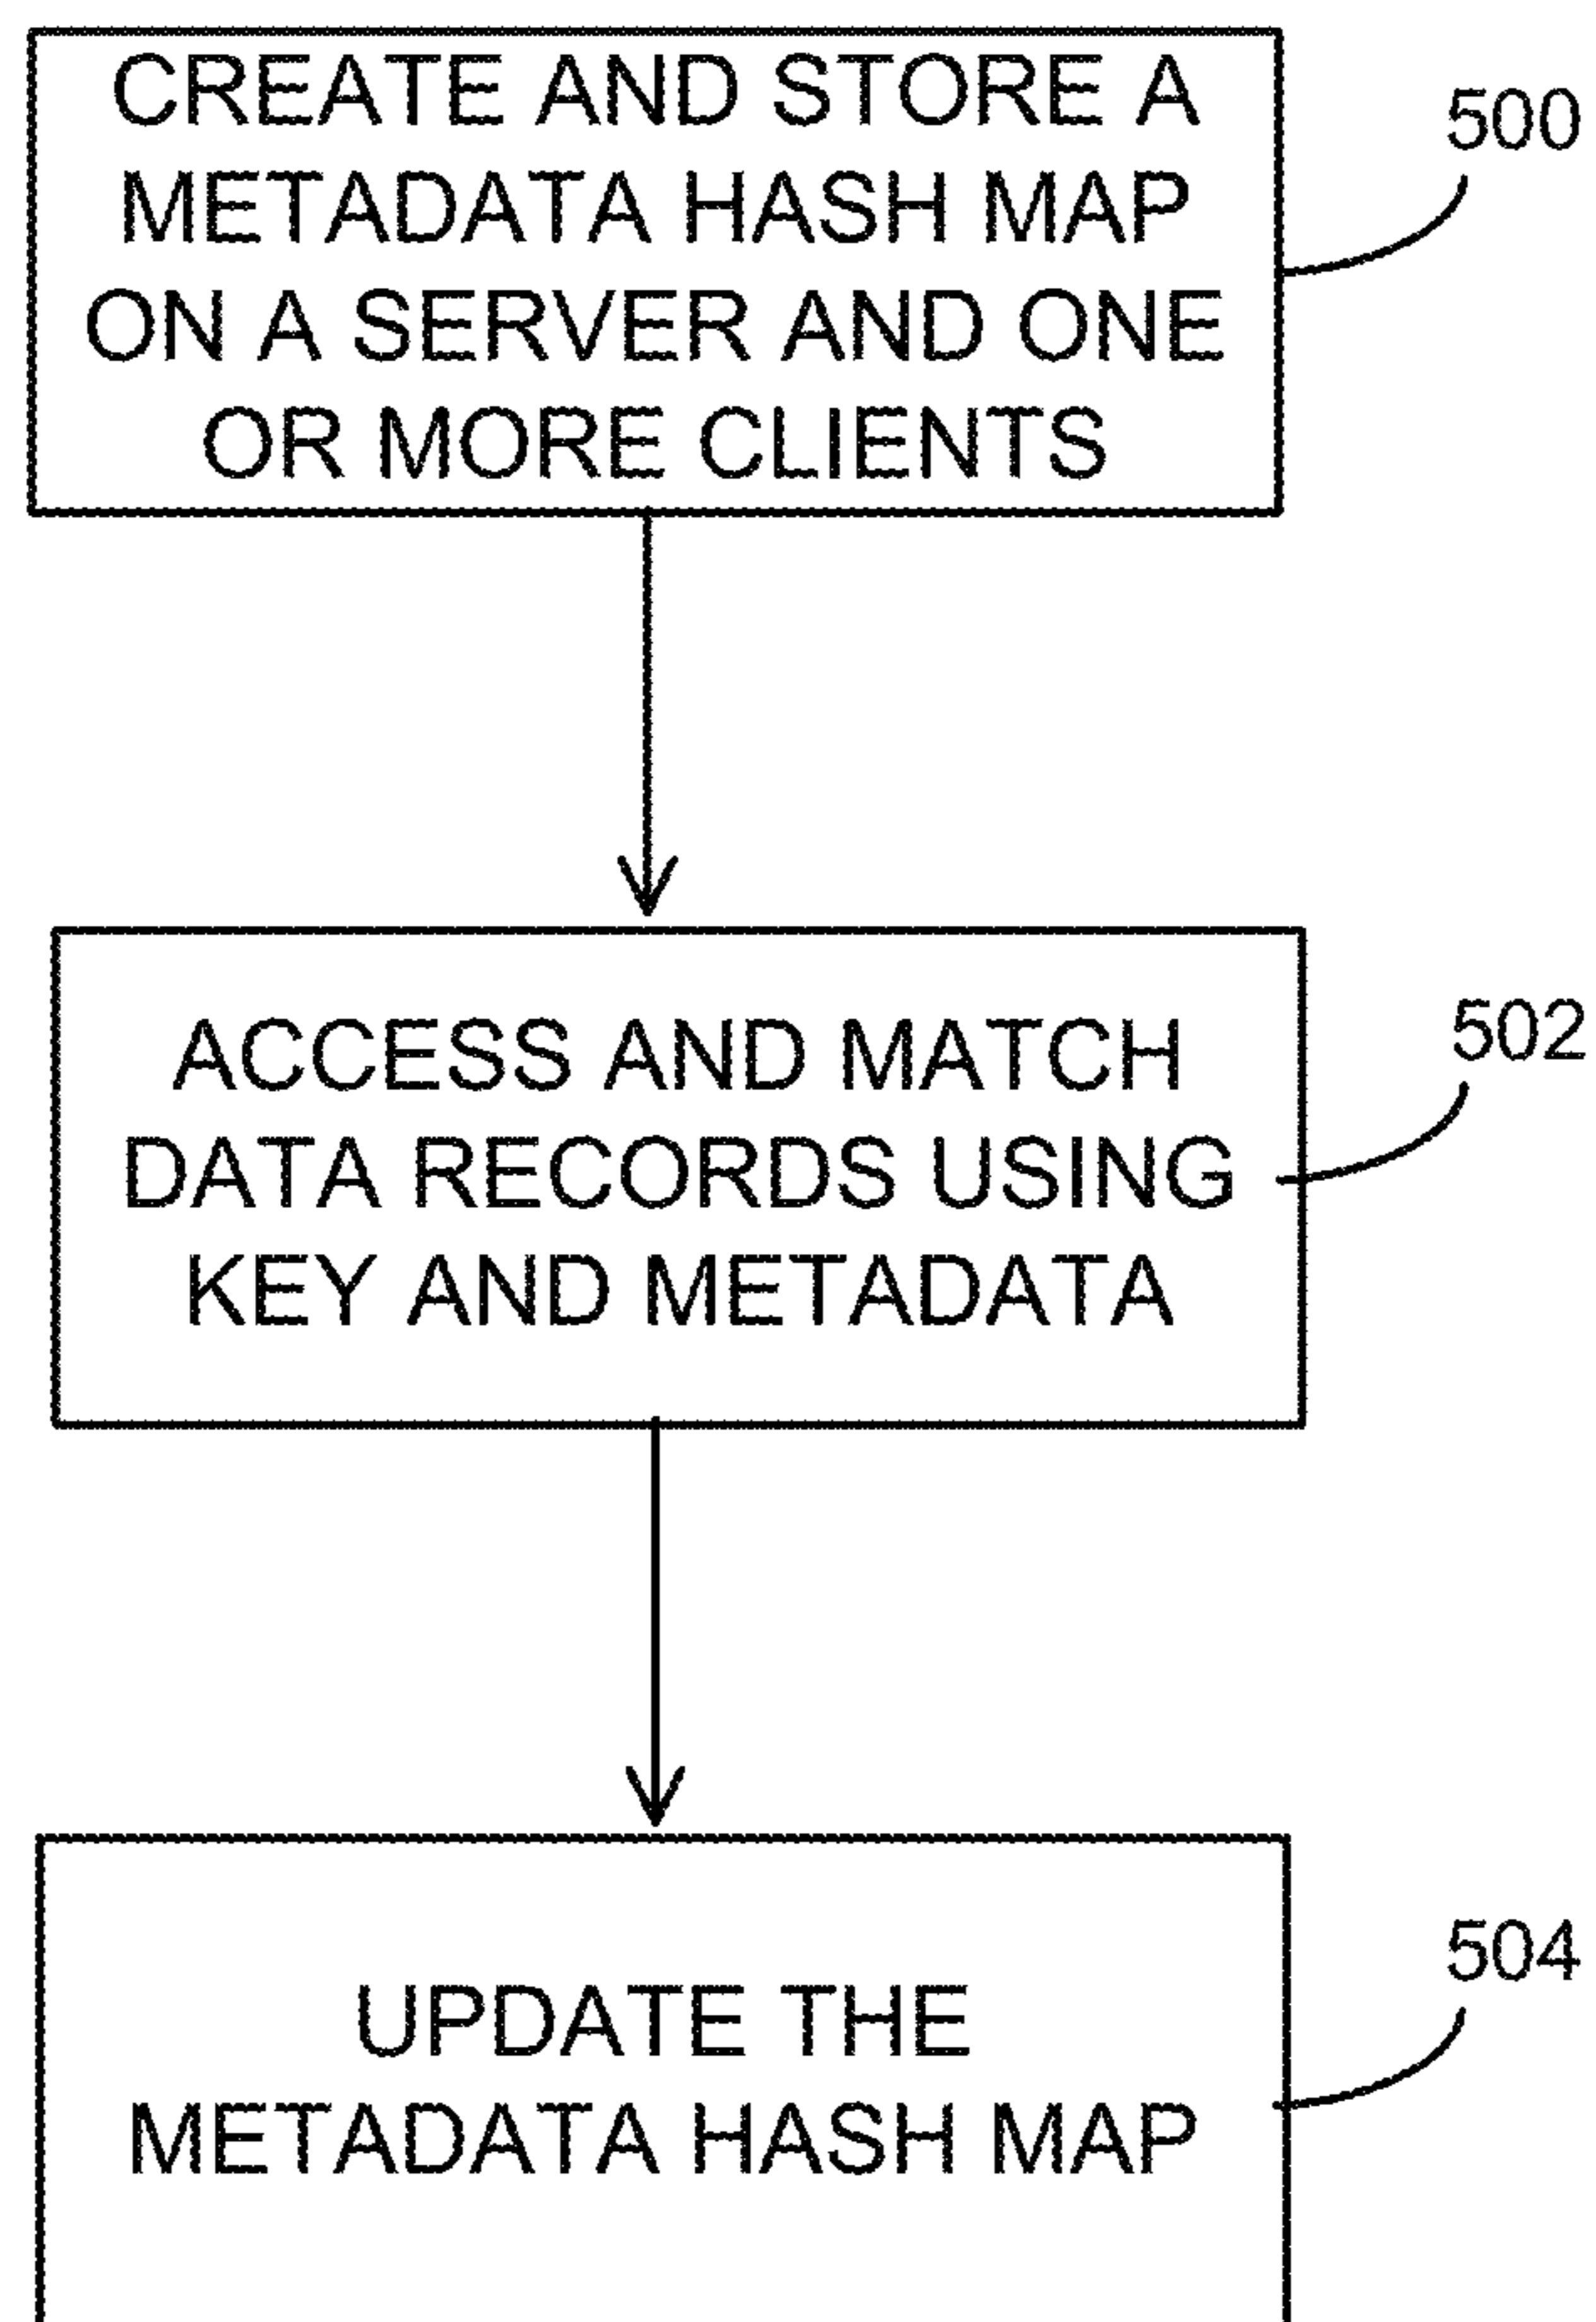 CREATE AND STORE A
METADATA HASH MAP
ON A SERVER AND ONE
OR MORE CLIENTS
500
ACCESS AND MATCH
DATA RECORDS USING
KEY AND METADATA
502
UPDATE THE
METADATA HASH MAP
504